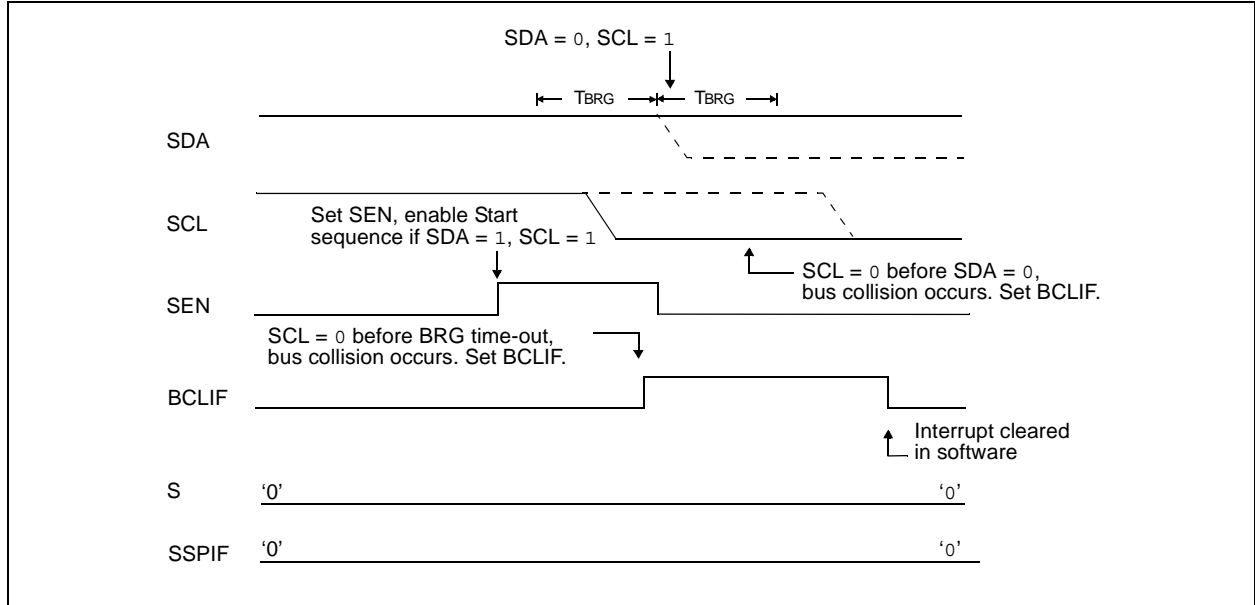 SDA = 0, SCL = 1
TBRG TBRG
SDA
SCL
Set SEN, enable Start
sequence if SDA = 1, SCL = 1
SCL = 0 before SDA = 0,
bus collision occurs. Set BCLIF.
SEN
SCL = 0 before BRG time-out,
bus collision occurs. Set BCLIF.
BCLIF
Interrupt cleared
in software
S
‘0’ ‘0’
SSPIF
‘0’ ‘0’